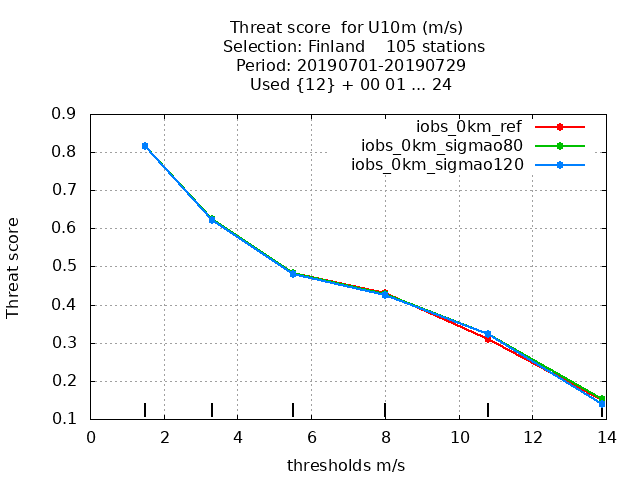 Threat score  for U10m (m/s)
Selection: Finland    105 stations
Period: 20190701-20190729
Used {12} + 00 01 ... 24
iobs_0km_ref
iobs_0km_sigmao80
iobs_0km_sigmao120
0.9
0.8
0.7
0.6
0.5
0.4
0.3
0.2
0.1
Threat score
0 2 4 6 8 10 12 14
thresholds m/s